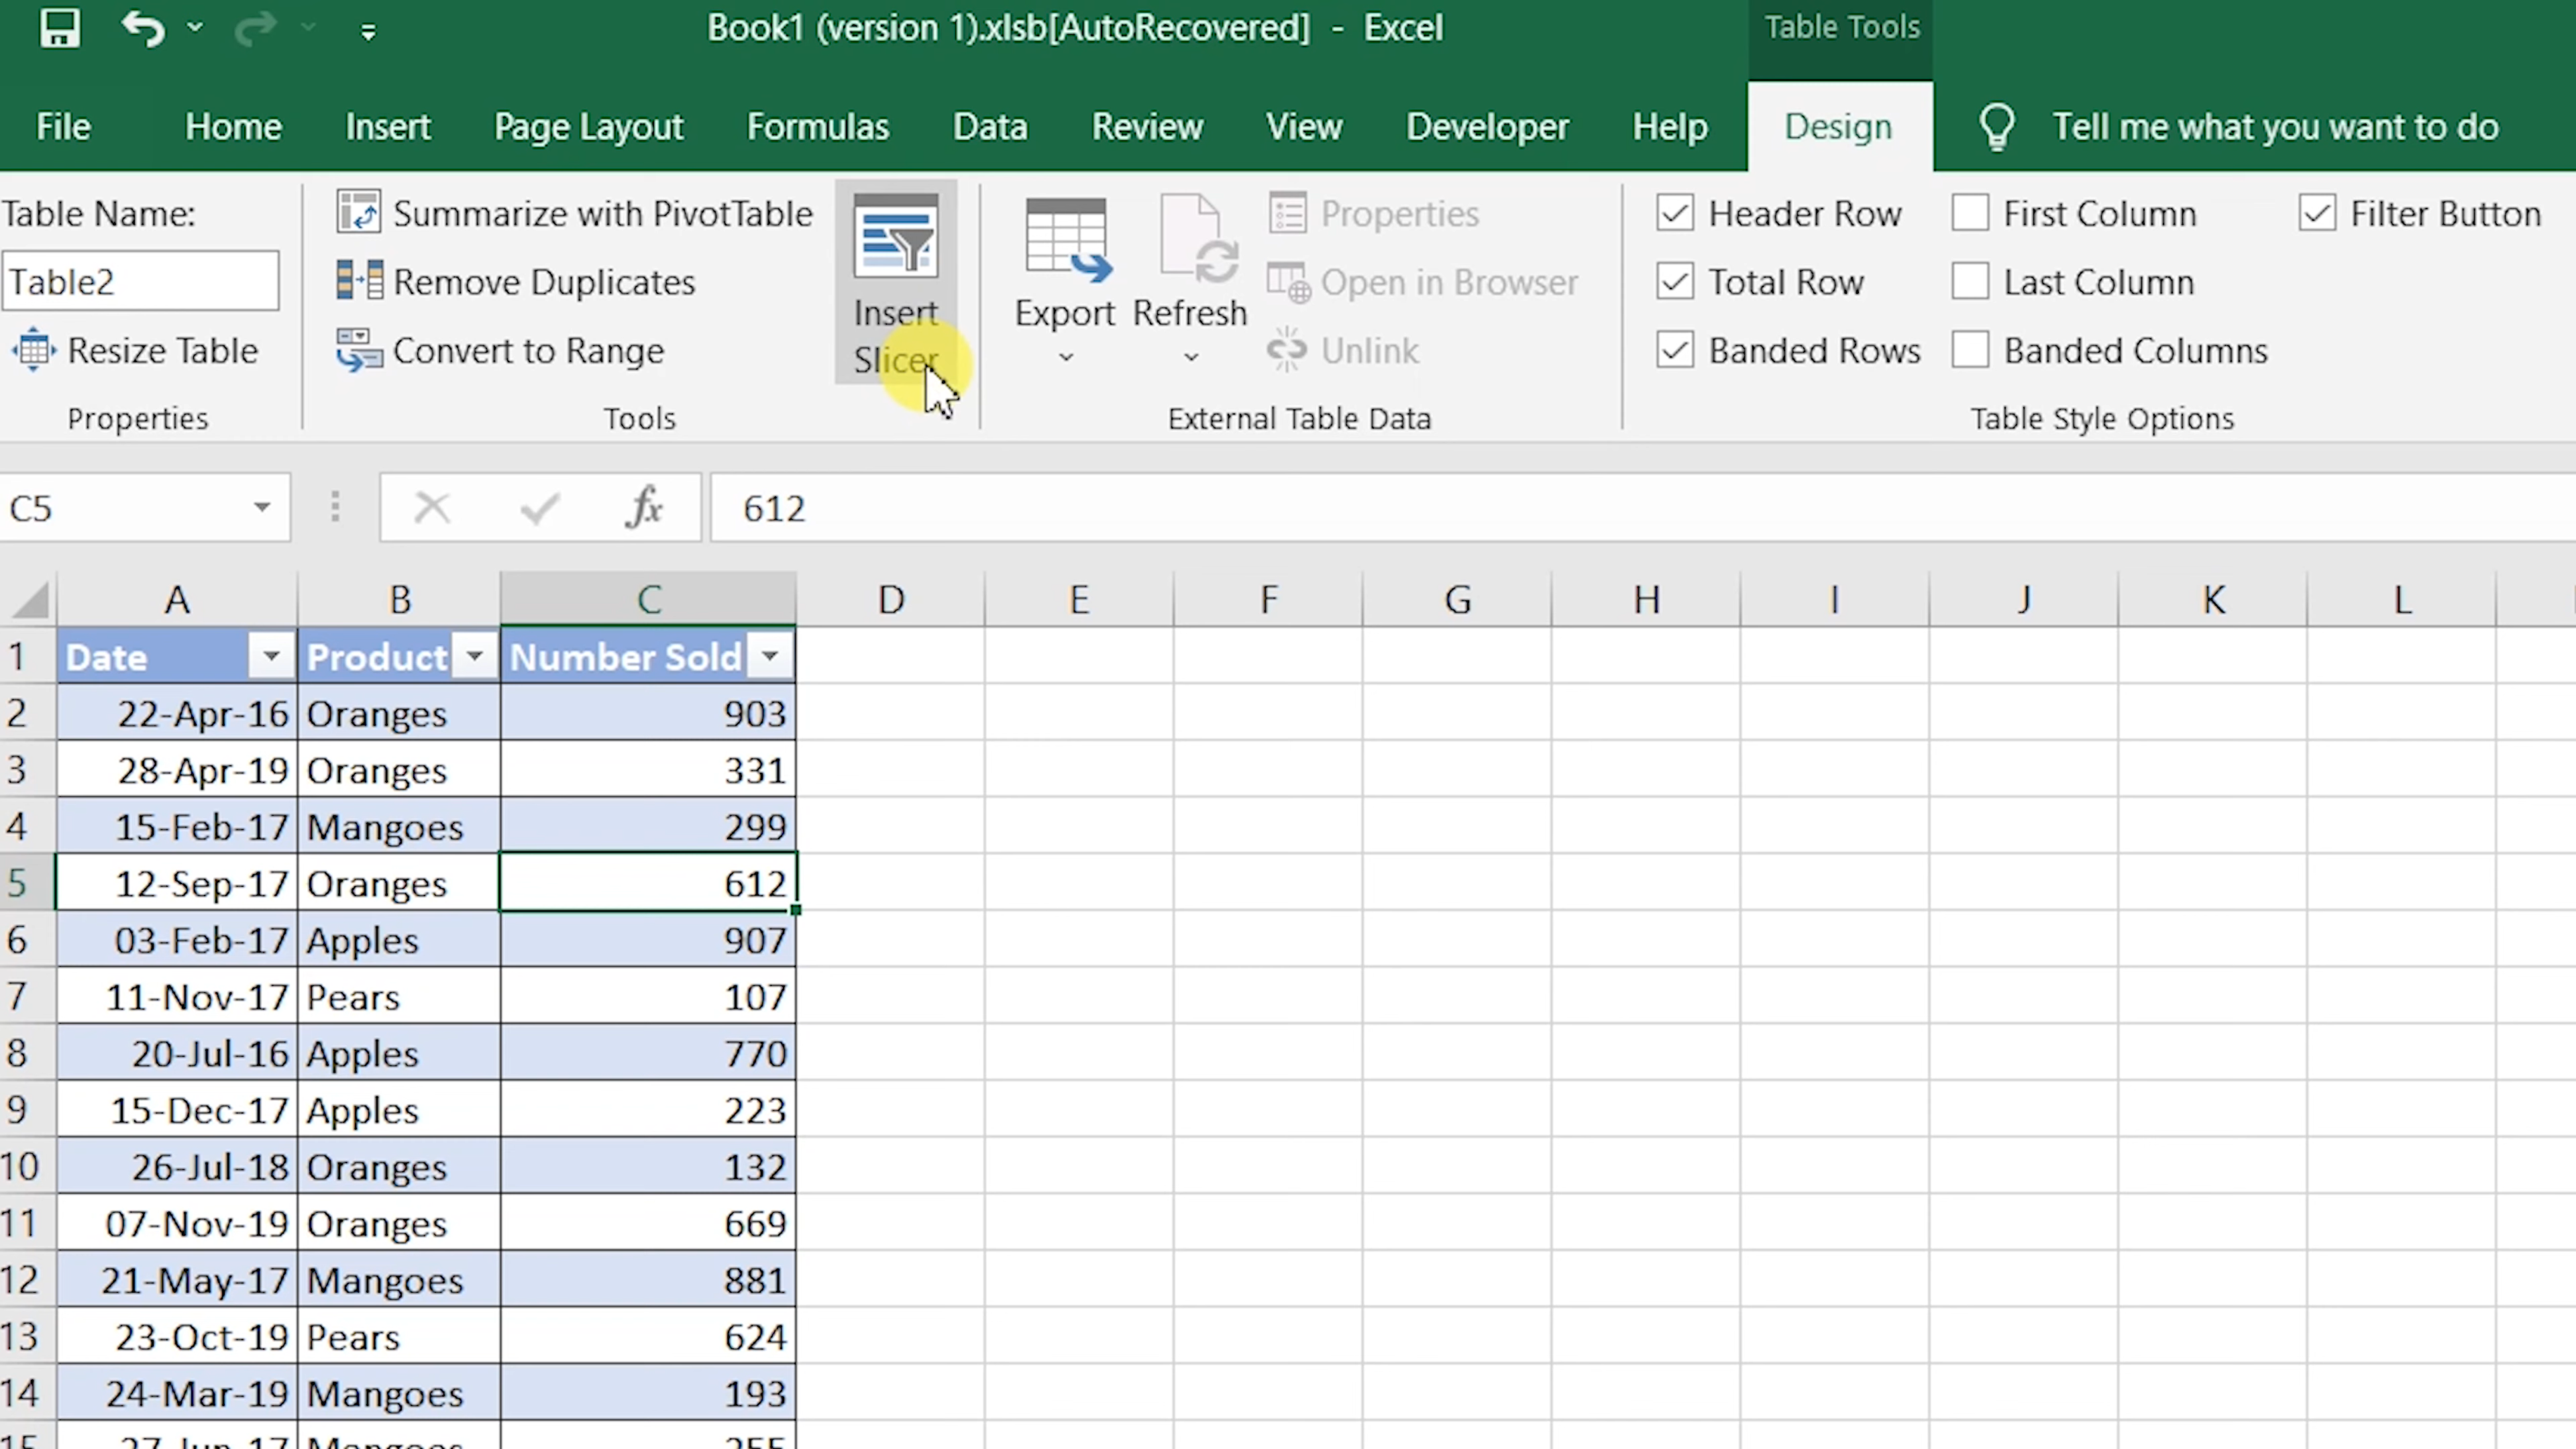 Book1 (version 1).xlsb[AutoRecovered] - Excel
Table Tools
File Home Insert Page Layout Formulas Data Review View Developer Help Design Tell me what you want to do
Table Name:
Table2
Resize Table
Properties
Summarize with PivotTable
Remove Duplicates
Convert to Range
Tools
Insert
Slicer
Export
Refresh
Properties
Open in Browser
Unlink
External Table Data
Header Row
Total Row
Banded Rows
First Column
Last Column
Banded Columns
Filter Button
Table Style Options
C5 fx 612
A B C D E F G H I J K L
1 Date Product Number Sold
2 22-Apr-16 Oranges 903
3 28-Apr-19 Oranges 331
4 15-Feb-17 Mangoes 299
5 12-Sep-17 Oranges 612
6 03-Feb-17 Apples 907
7 11-Nov-17 Pears 107
8 20-Jul-16 Apples 770
9 15-Dec-17 Apples 223
10 26-Jul-18 Oranges 132
11 07-Nov-19 Oranges 669
12 21-May-17 Mangoes 881
13 23-Oct-19 Pears 624
14 24-Mar-19 Mangoes 193
15 27-Jun-17 Mangoes 255